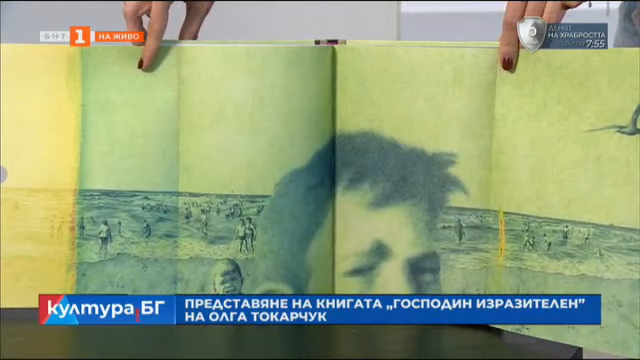 БНТ 1 НА ЖИВО
ДЕНЯТ
НА ХРАБРОСТТА
7:55
култура.БГ
ПРЕДСТАВЯНЕ НА КНИГАТА „ГОСПОДИН ИЗРАЗИТЕЛЕН”
НА ОЛГА ТОКАРЧУК